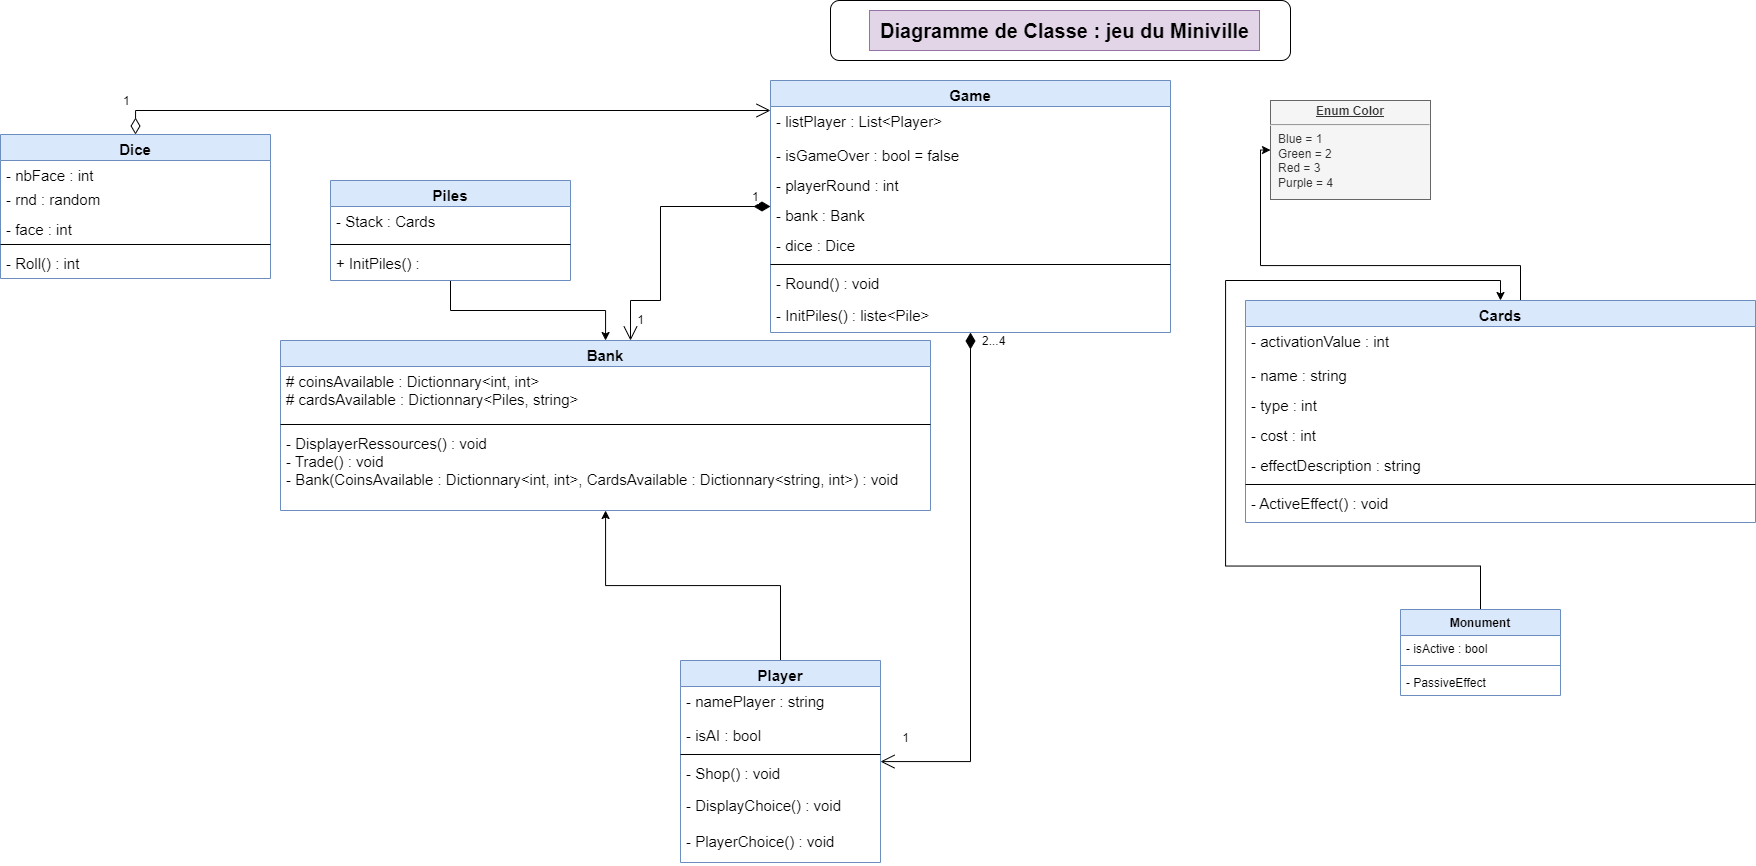 Diagramme de Classe : jeu du Miniville
1
Dice
- nbFace : int
- rnd : random
- face : int
- Roll() : int
Piles
- Stack : Cards
+ InitPiles() :
Game
- listPlayer : List<Player>
- isGameOver : bool = false
- playerRound : int
- bank : Bank
- dice : Dice
- Round() : void
- InitPiles() : liste<Pile>
1
1
2...4
Enum Color
Blue = 1
Green = 2
Red = 3
Purple = 4
Bank
# coinsAvailable : Dictionnary<int, int>
# cardsAvailable : Dictionnary<Piles, string>
- DisplayerRessources() : void
- Trade() : void
- Bank(CoinsAvailable : Dictionnary<int, int>, CardsAvailable : Dictionnary<string, int>) : void
Cards
- activationValue : int
- name : string
- type : int
- cost : int
- effectDescription : string
- ActiveEffect() : void
Monument
- isActive : bool
- PassiveEffect
Player
- namePlayer : string
- isAI : bool
- Shop() : void
- DisplayChoice() : void
- PlayerChoice() : void
1